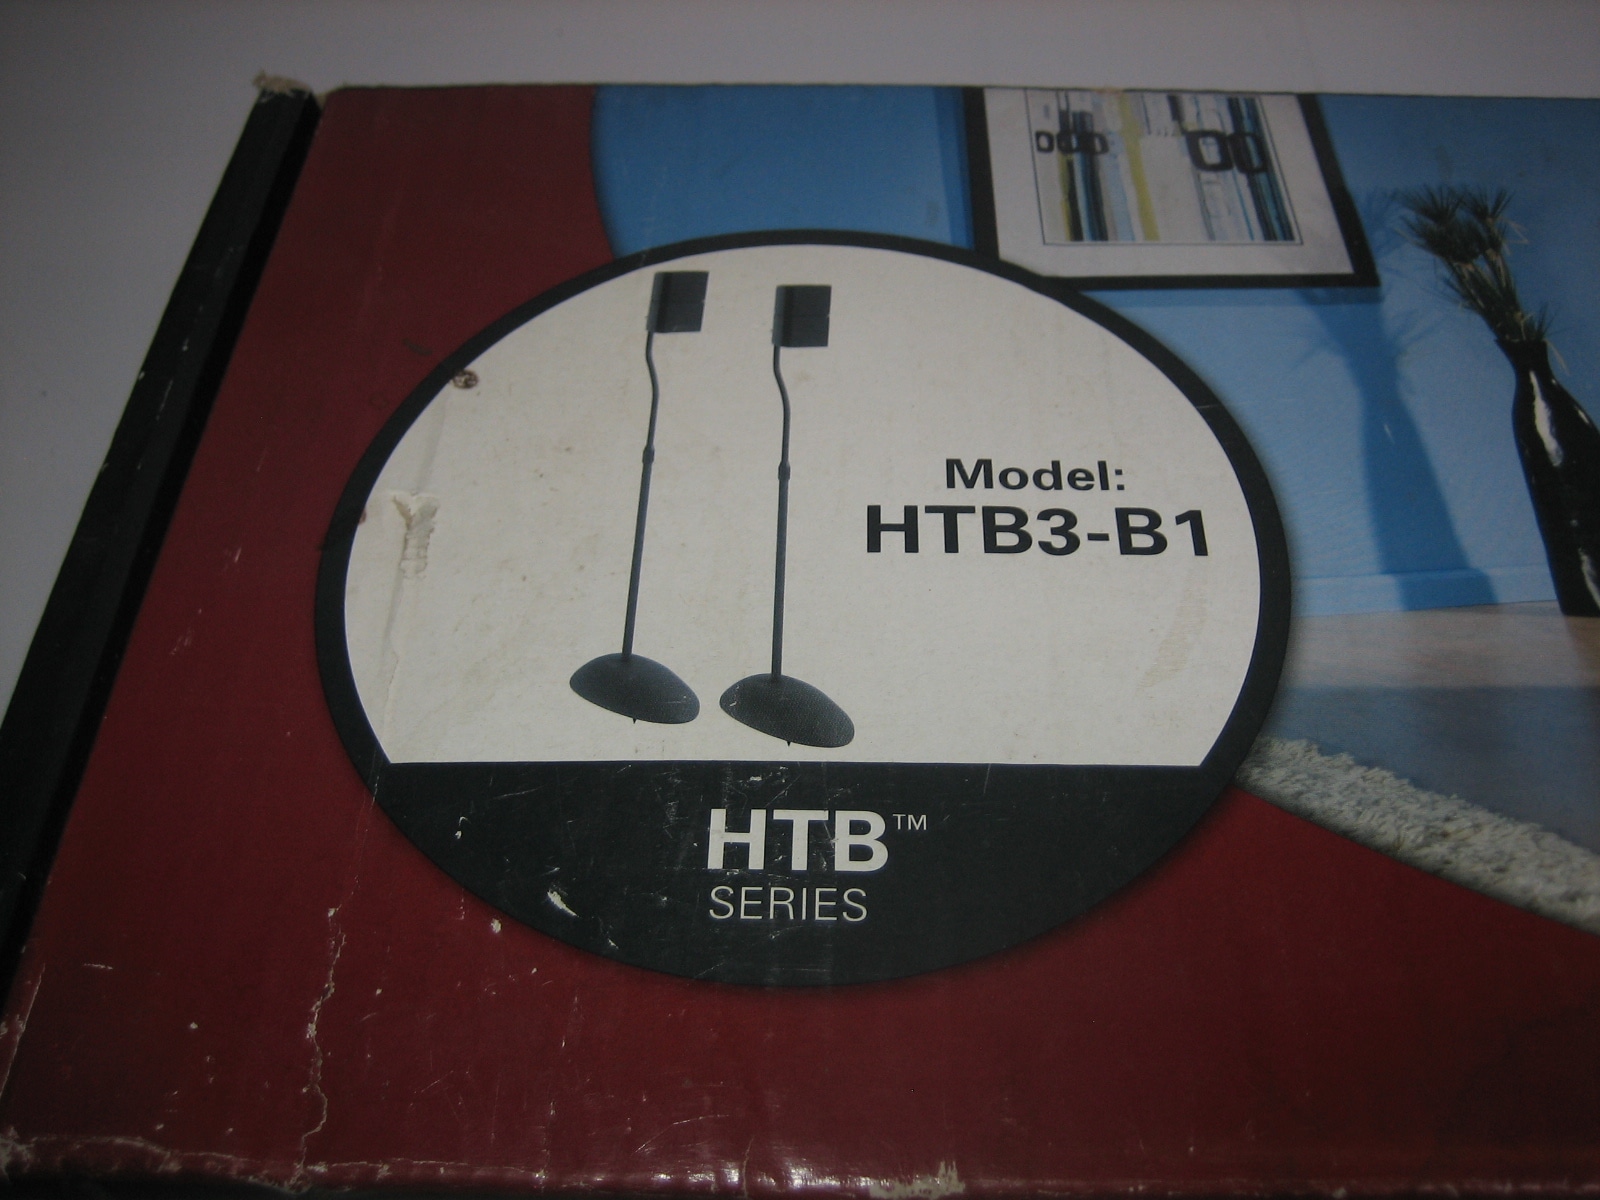 Model:
HTB3-B1
HTB™
SERIES